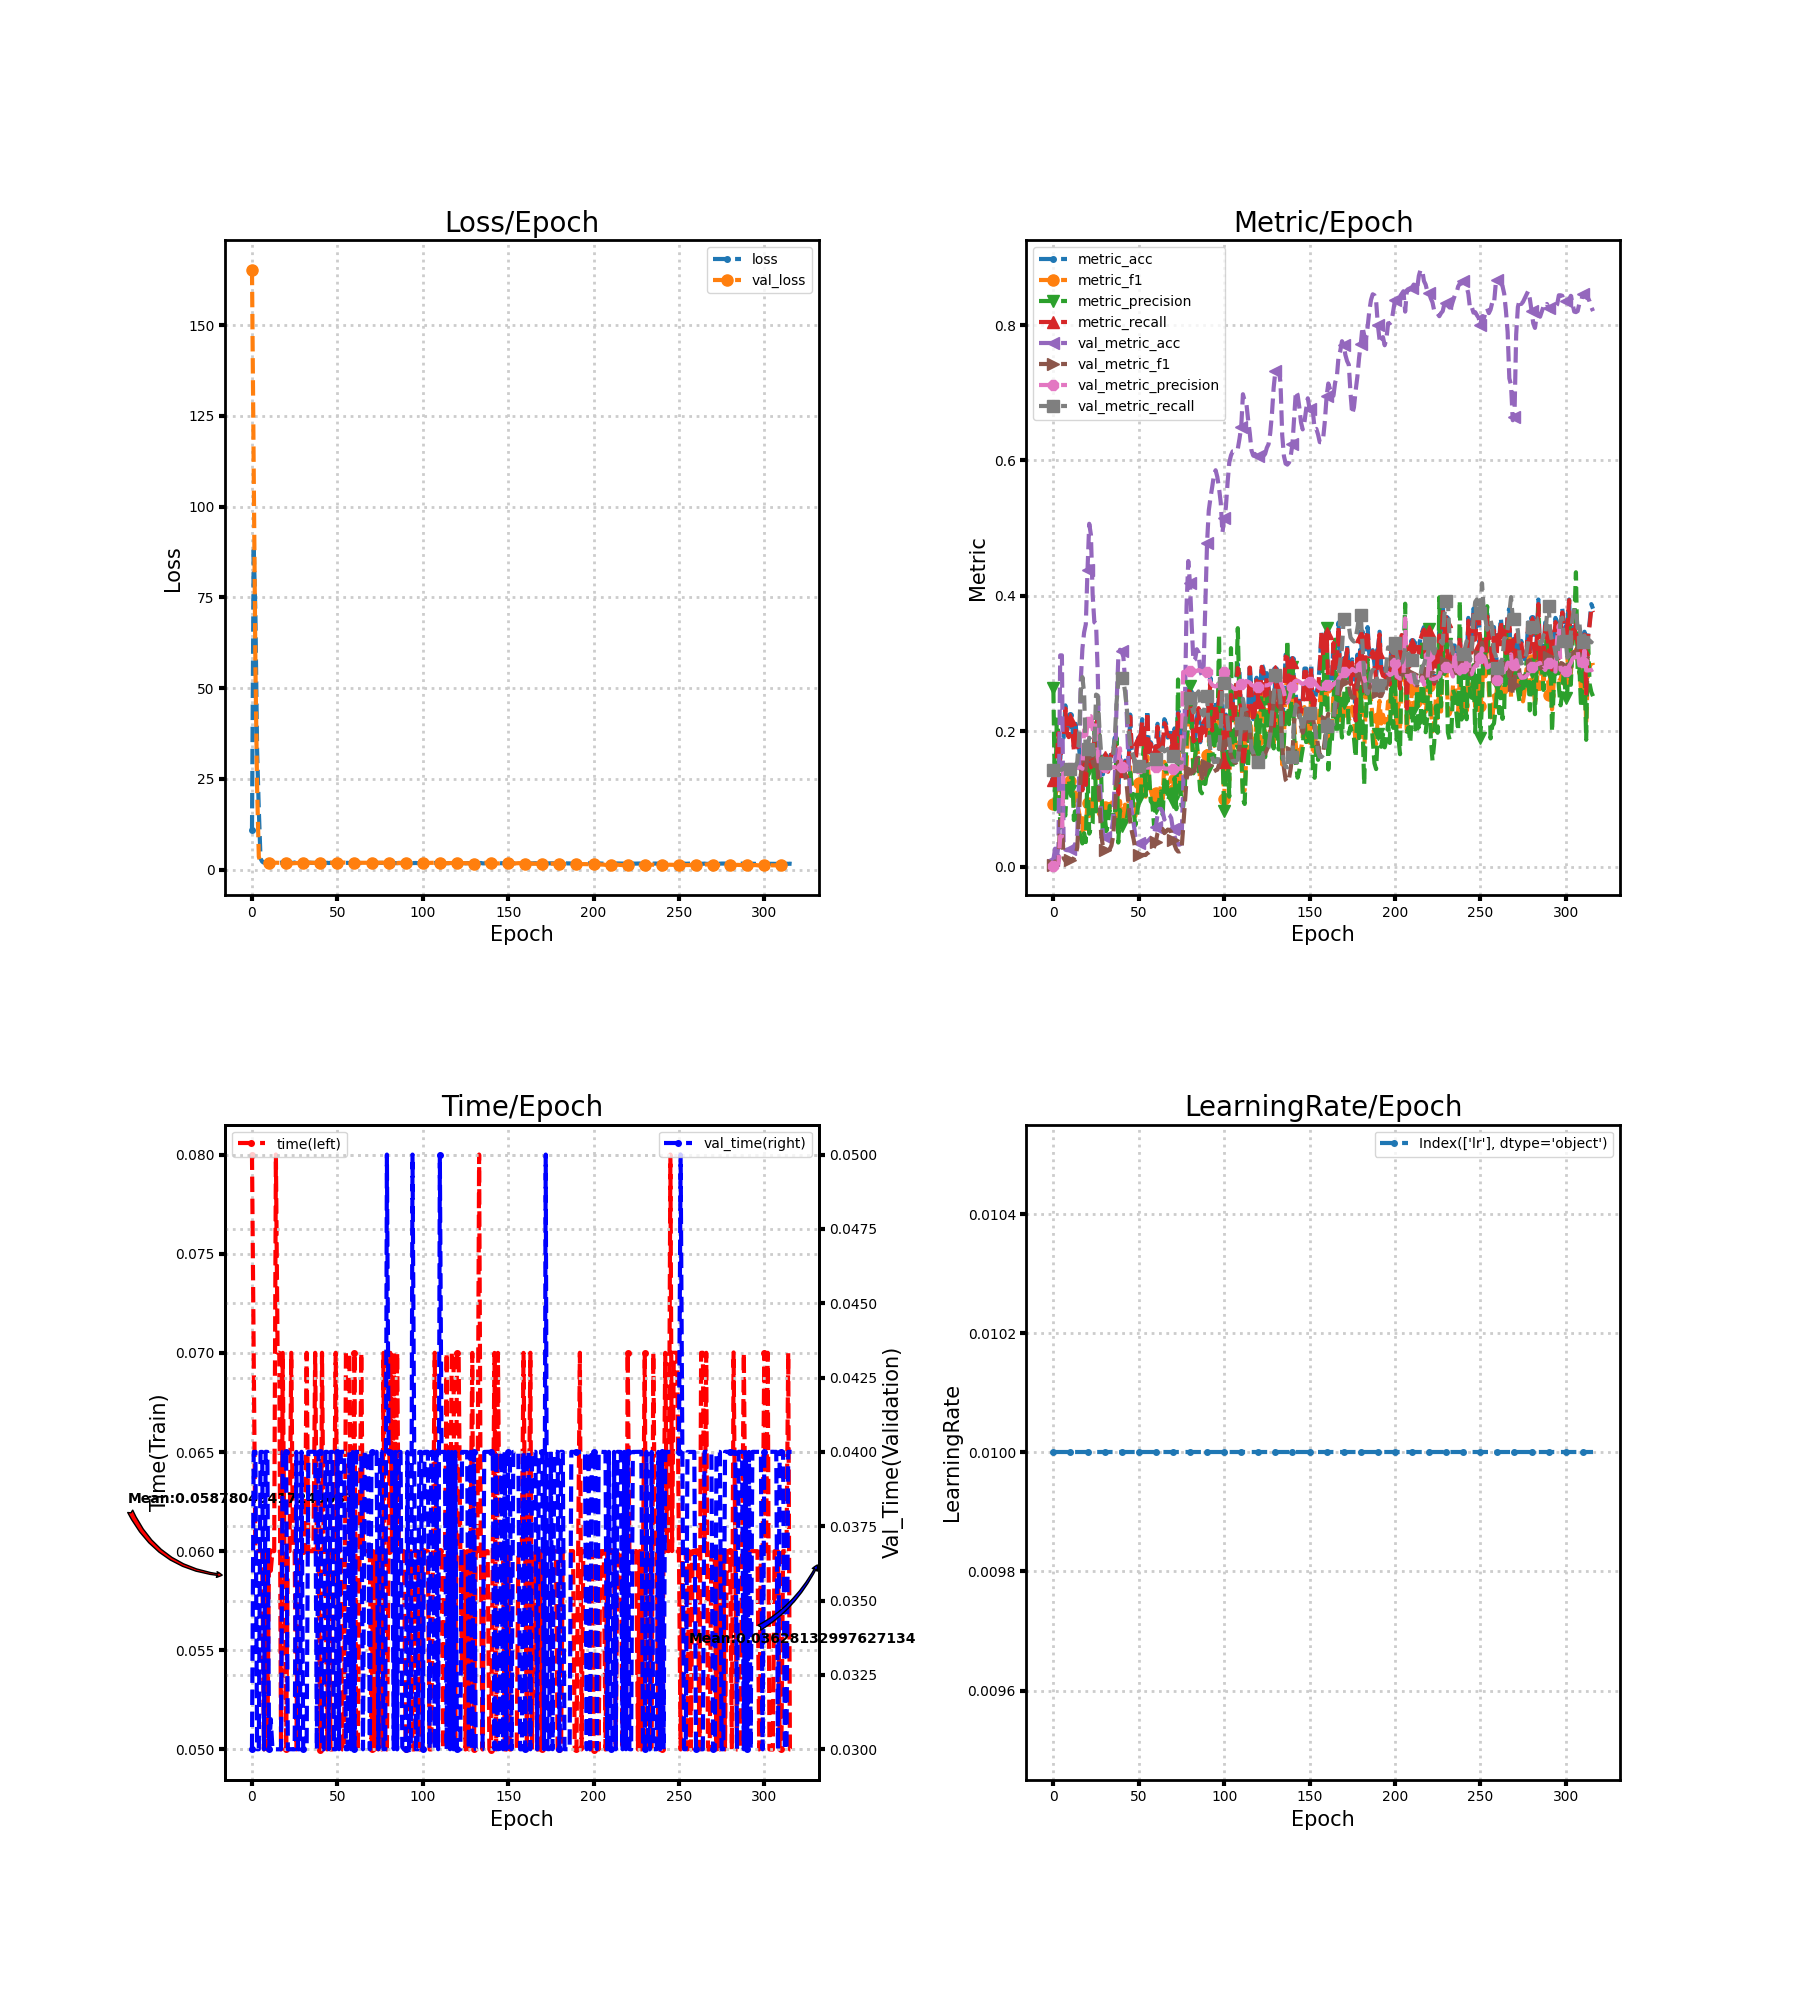 Loss/Epoch
Loss
150
125
100
75
50
25
0
loss
val_loss
0 50 100 150 200 250 300
Epoch
Metric/Epoch
Metric
0.8
0.6
0.4
0.2
0.0
metric_acc
metric_f1
metric_precision
metric_recall
val_metric_acc
val_metric_f1
val_metric_precision
val_metric_recall
0 50 100 150 200 250 300
Epoch
Time/Epoch
Time(Train)
0.080
0.075
0.070
0.065
0.060
0.055
0.050
time(left)
val_time(right)
0.0500
0.0475
0.0450
0.0425
0.0400
0.0375
0.0350
0.0325
0.0300
Val_Time(Validation)
Mean:0.03628132997627134
0 50 100 150 200 250 300
Epoch
LearningRate/Epoch
LearningRate
0.0104
0.0102
0.0100
0.0098
0.0096
Index(['lr'], dtype='object')
0 50 100 150 200 250 300
Epoch